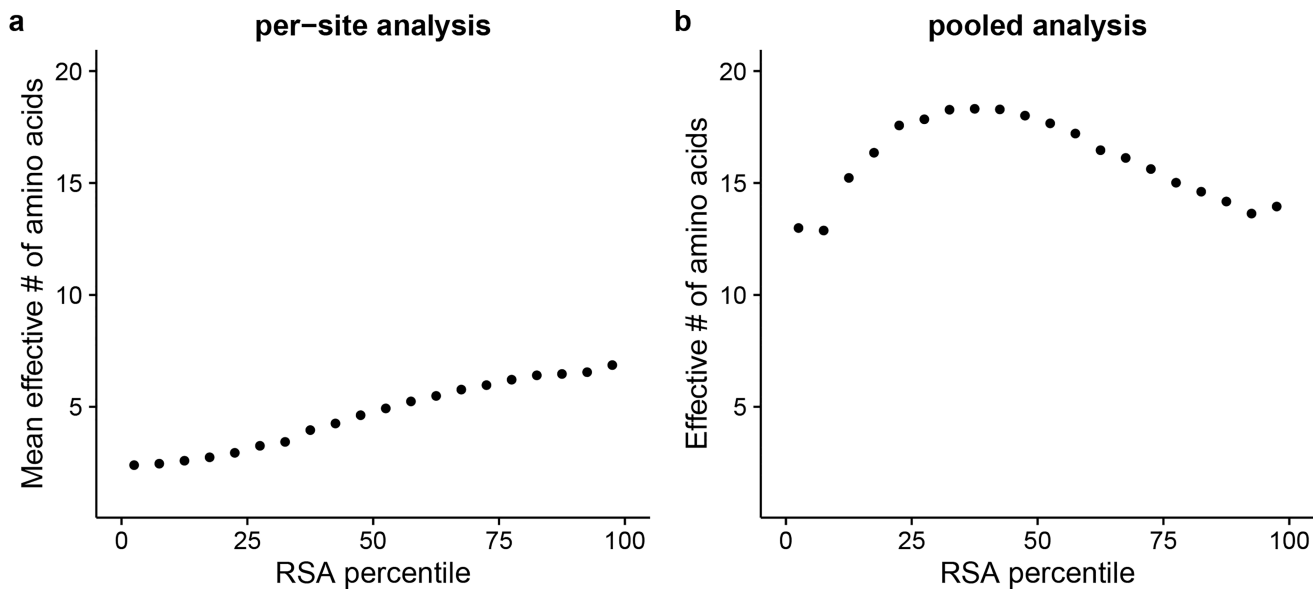 a
per−site analysis
Mean effective # of amino acids
20
15
10
5
0
25
50
75
100
RSA percentile
b
pooled analysis
Effective # of amino acids
20
15
10
5
0
25
50
75
100
RSA percentile